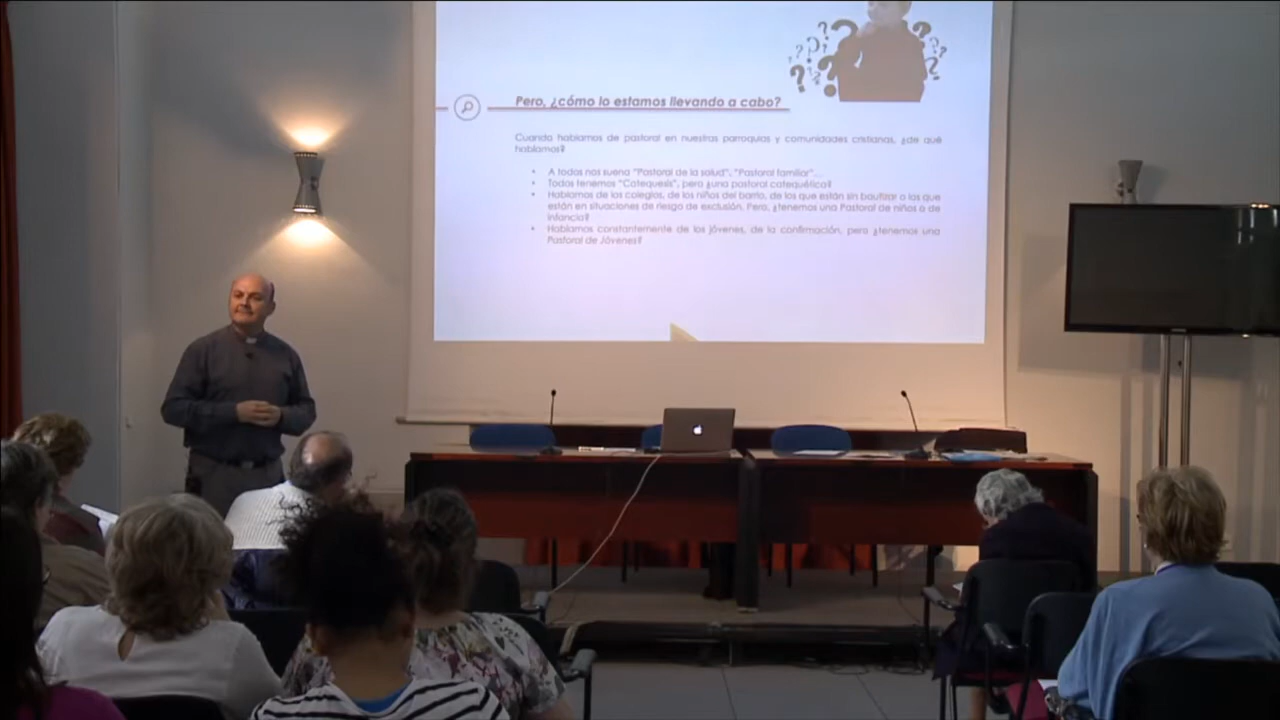 Pero, ¿cómo lo estamos llevando a cabo?
Cuando hablamos de pastoral en nuestras parroquias y comunidades cristianas, ¿de qué
hablamos?
• A todos nos suena "Pastoral de la salud", "Pastoral familiar"...
• Todos tenemos "Catequesis", pero ¿una pastoral catequética?
• Hablamos de los colegios, de los niños del barrio, de los que están sin bautizar o los que
están en situaciones de riesgo de exclusión. Pero, ¿tenemos una Pastoral de niños o de
infancia?
• Hablamos constantemente de los jóvenes, de la confirmación, pero ¿tenemos una
Pastoral de Jóvenes?